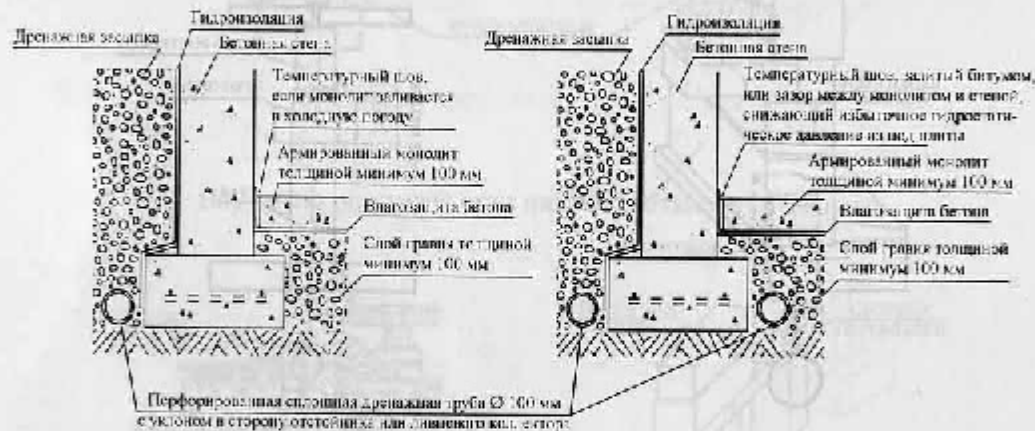 Гидроизоляция
Дренажная засыпка
Бетонная стена
Температурный шов,
если монолит заливается
в холодную погоду
Армированный монолит
толщиной минимум 100 мм
Влагозащита бетона
Слой гравия толщиной
минимум 100 мм
Гидроизоляция
Дренажная засыпка
Бетонная стена
Температурный шов, залитый битумом,
или зазор между монолитом и стеной,
снижающий избыточное гидростати-
ческое давление из-под плиты
Армированный монолит
толщиной минимум 100 мм
Влагозащита бетона
Слой гравия толщиной
минимум 100 мм
Перфорированная сплошная дренажная труба Ø 100 мм
с уклоном в сторону отстойника или ливневого коллектора